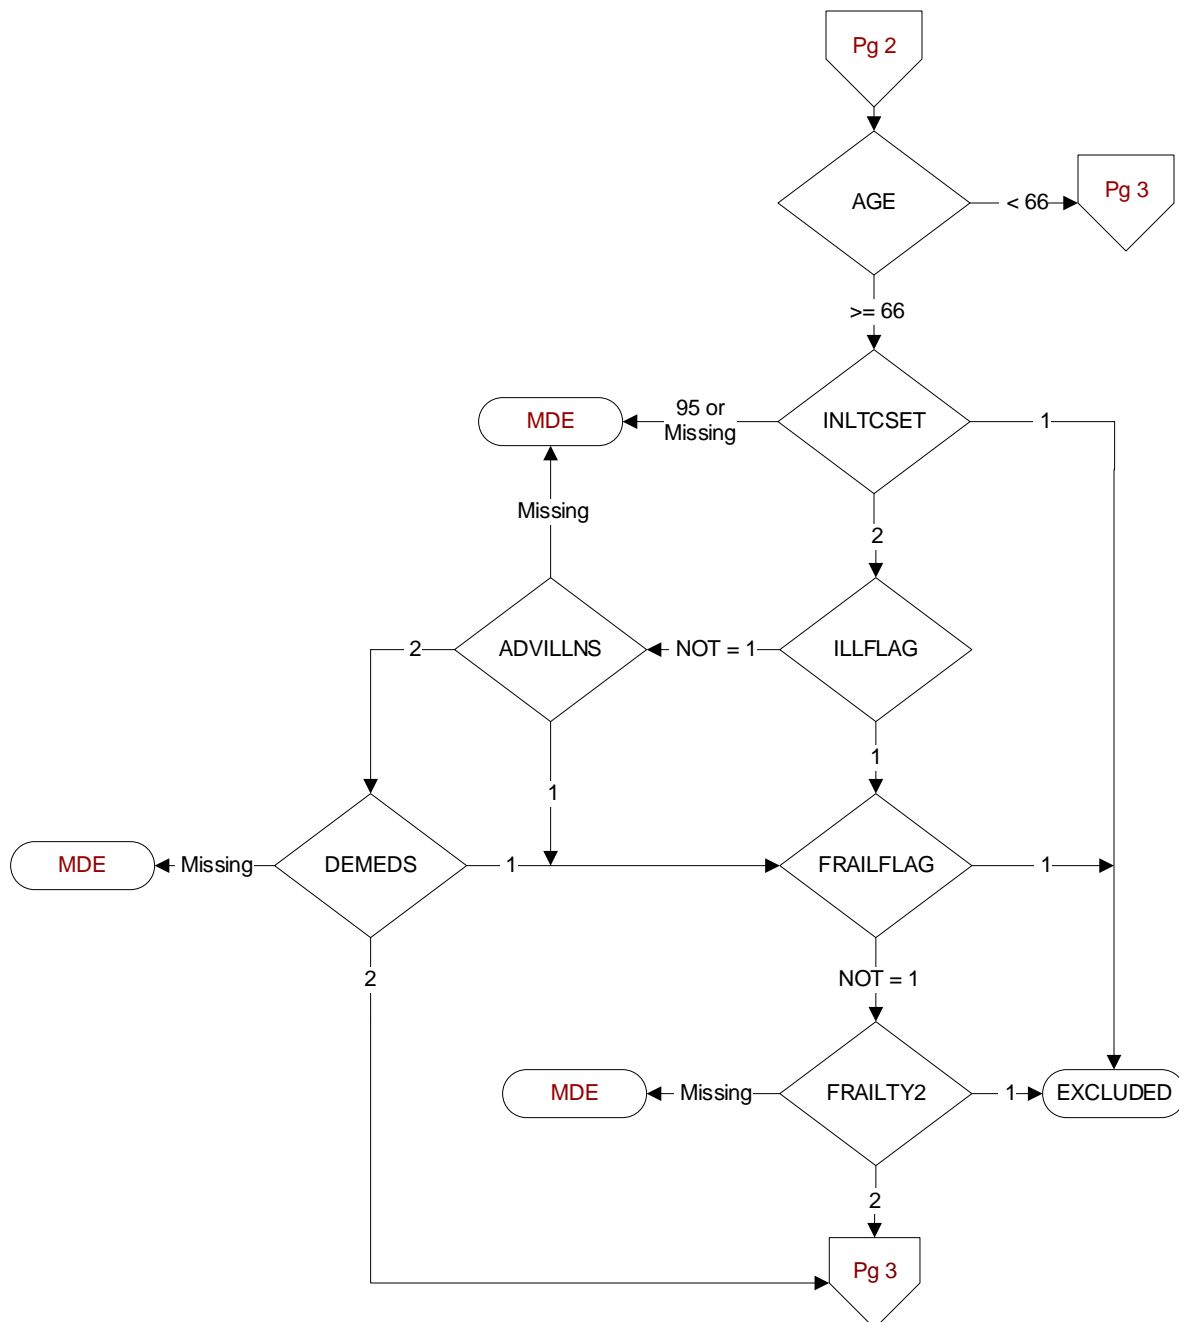 Pg 2
AGE
< 66
Pg 3
>= 66
MDE
95 or
Missing
INLTCSET
1
Missing
2
2
ADVILLNS
NOT = 1
ILLFLAG
1
1
MDE
Missing
DEMEDS
1
FRAILFLAG
1
2
NOT = 1
MDE
Missing
FRAILTY2
1
EXCLUDED
2
Pg 3